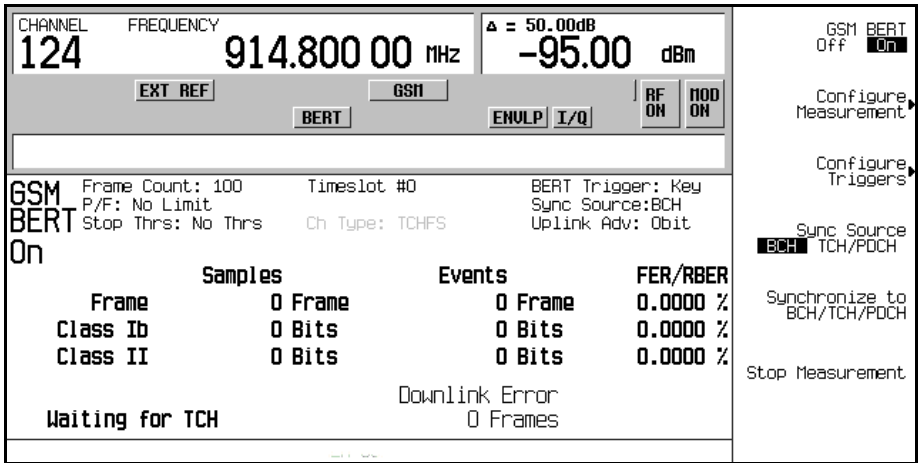 CHANNEL FREQUENCY Δ = 50.00dB
124 914.800 00 MHz -95.00 dBm
EXT REF GSM RF ON MOD ON
BERT ENVLP I/Q
GSM BERT On
Frame Count: 100 Timeslot #0 BERT Trigger: Key
P/F: No Limit Sync Source:BCH
Stop Thrs: No Thrs Ch Type: TCHFS Uplink Adv: 0bit
Samples Events FER/RBER
Frame 0 Frame 0 Frame 0.0000 %
Class Ib 0 Bits 0 Bits 0.0000 %
Class II 0 Bits 0 Bits 0.0000 %
Downlink Error
Waiting for TCH 0 Frames
GSM BERT
Off On
Configure
Measurement
Configure
Triggers
Sync Source
BCH TCH/PDCH
Synchronize to
BCH/TCH/PDCH
Stop Measurement